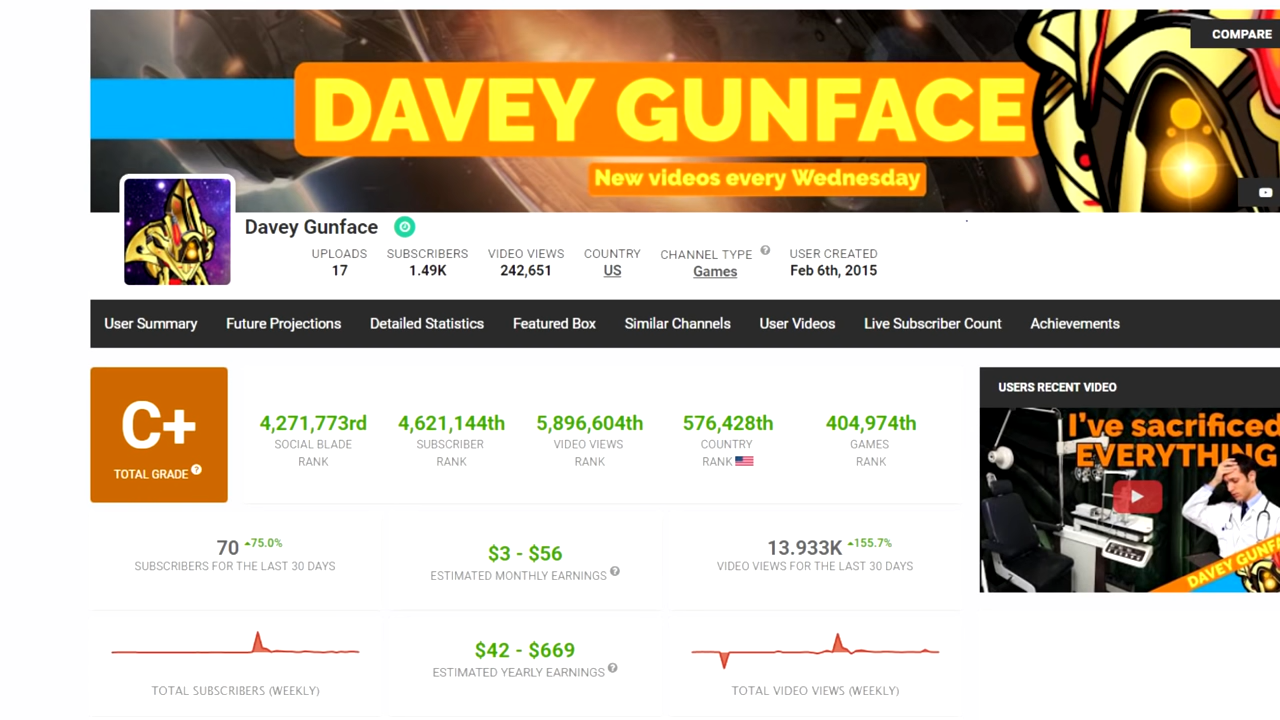 COMPARE
DAVEY GUNFACE
New videos every Wednesday
Davey Gunface
UPLOADS SUBSCRIBERS VIDEO VIEWS COUNTRY CHANNEL TYPE ? USER CREATED
17 1.49K 242,651 US Games Feb 6th, 2015
User Summary Future Projections Detailed Statistics Featured Box Similar Channels User Videos Live Subscriber Count Achievements
C+
TOTAL GRADE ?
4,271,773rd 4,621,144th 5,896,604th 576,428th 404,974th
SOCIAL BLADE SUBSCRIBER VIDEO VIEWS COUNTRY GAMES
RANK RANK RANK RANK RANK
USERS RECENT VIDEO
I've sacrificed
EVERYTHING
DAVEY GUNFA
70 75.0%
SUBSCRIBERS FOR THE LAST 30 DAYS
$3 - $56
ESTIMATED MONTHLY EARNINGS ?
13.933K 155.7%
VIDEO VIEWS FOR THE LAST 30 DAYS
TOTAL SUBSCRIBERS (WEEKLY)
$42 - $669
ESTIMATED YEARLY EARNINGS ?
TOTAL VIDEO VIEWS (WEEKLY)